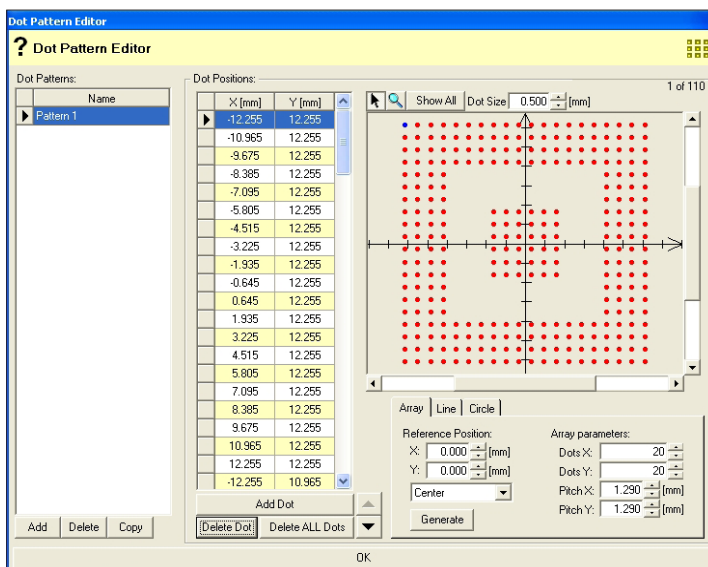 Dot Pattern Editor
? Dot Pattern Editor
Dot Patterns:
Name
Pattern 1
Add Delete Copy
Dot Positions:
1 of 110
X [mm] Y [mm]
-12.255 12.255
-10.965 12.255
-9.675 12.255
-8.385 12.255
-7.095 12.255
-5.805 12.255
-4.515 12.255
-3.225 12.255
-1.935 12.255
-0.645 12.255
0.645 12.255
1.935 12.255
3.225 12.255
4.515 12.255
5.805 12.255
7.095 12.255
8.385 12.255
9.675 12.255
10.965 12.255
12.255 12.255
-12.255 10.965
Add Dot
Delete Dot Delete ALL Dots
Show All Dot Size 0.500 [mm]
Array Line Circle
Reference Position:
X: 0.000 [mm]
Y: 0.000 [mm]
Center
Generate
Array parameters:
Dots X: 20
Dots Y: 20
Pitch X: 1.290 [mm]
Pitch Y: 1.290 [mm]
OK